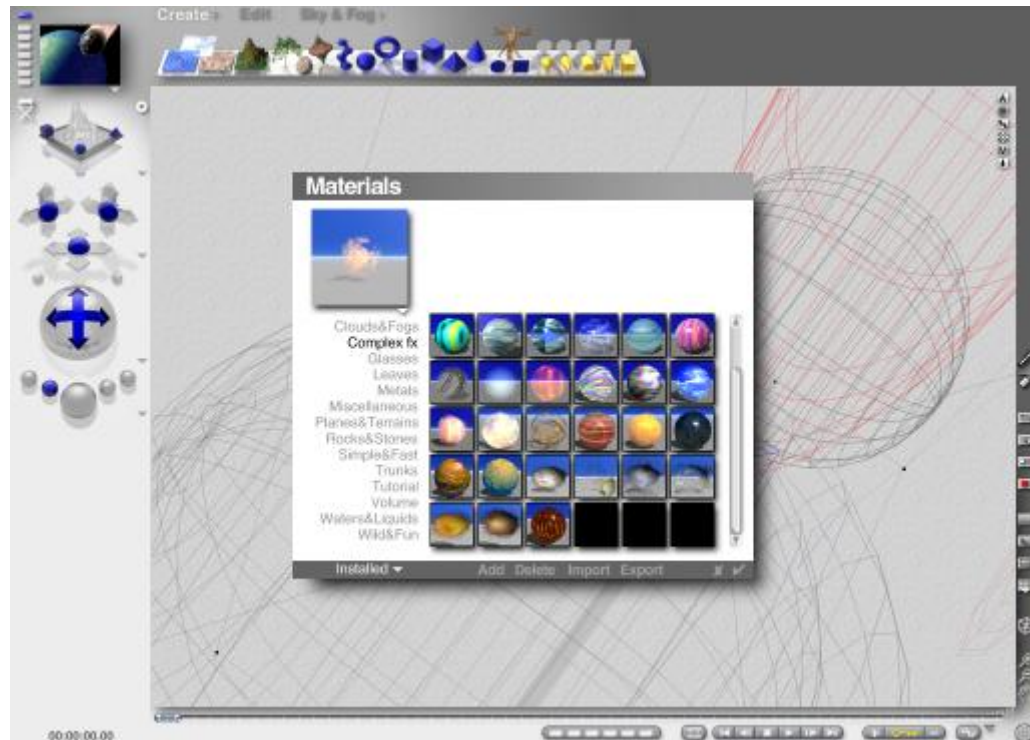 Create Edit Sky & Fog
Materials
Clouds&Fogs
Complex fx
Glasses
Leaves
Metals
Miscellaneous
Planes&Terrains
Rocks&Stones
Simple&Fast
Trunks
Tutorial
Volume
Waters&Liquids
Wild&Fun
Installed Add Delete Import Export
00:00:00.00